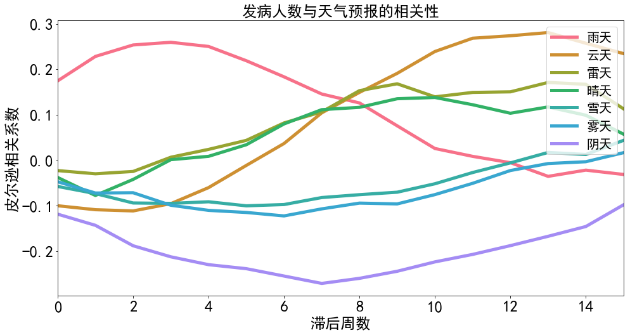 发病人数与天气预报的相关性
皮尔逊相关系数
0.3
0.2
0.1
0.0
−0.1
−0.2
0 2 4 6 8 10 12 14
滞后周数
雨天
云天
雷天
晴天
雪天
雾天
阴天